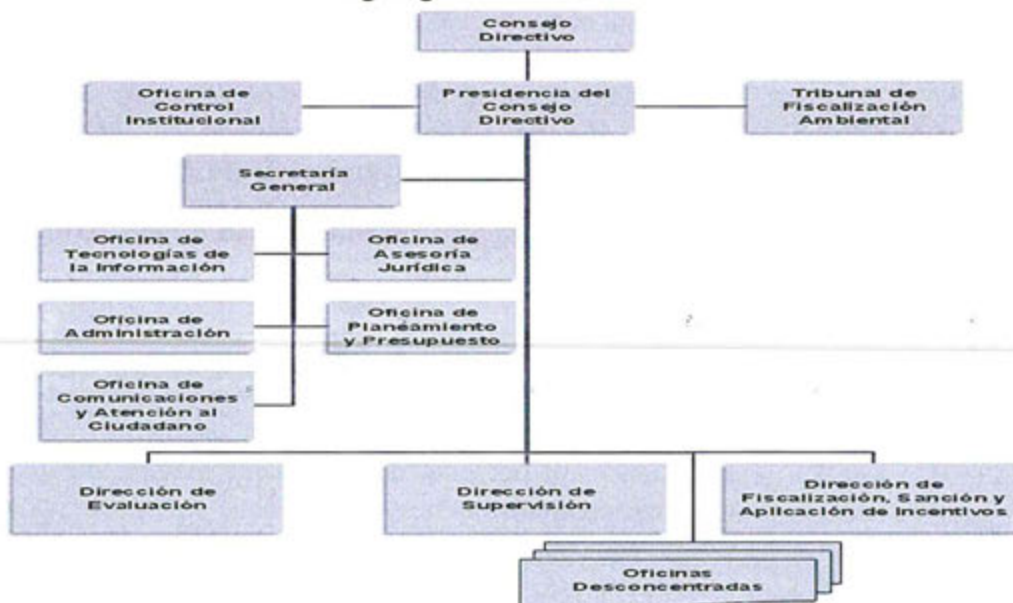 Consejo
Directivo
Oficina de
Control
Institucional
Presidencia del
Consejo
Directivo
Tribunal de
Fiscalización
Ambiental
Secretaría
General
Oficina de
Tecnologías de
la Información
Oficina de
Asesoría
Jurídica
Oficina de
Administración
Oficina de
Planeamiento
y Presupuesto
Oficina de
Comunicaciones
y Atención al
Ciudadano
Dirección de
Evaluación
Dirección de
Supervisión
Dirección de
Fiscalización, Sanción y
Aplicación de Incentivos
Oficinas
Desconcentradas